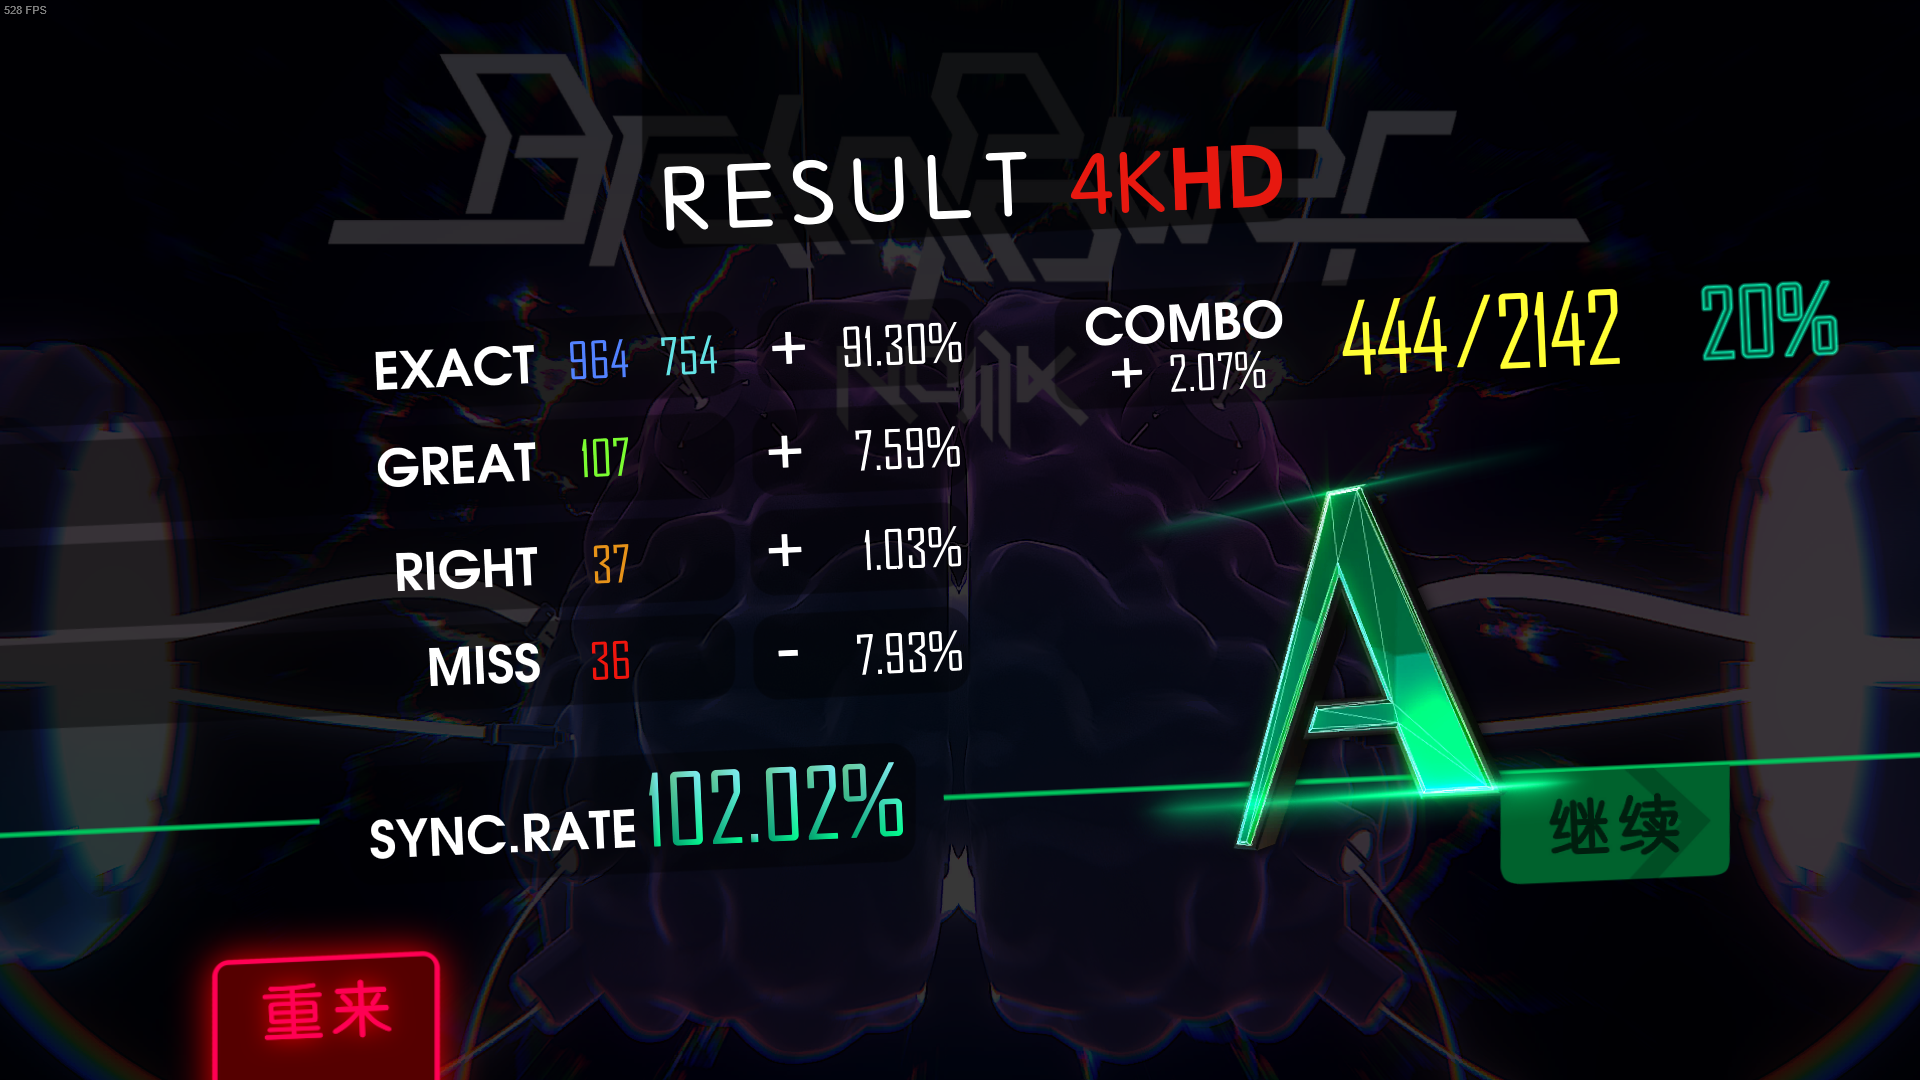 528 FPS
RESULT 4KHD
EXACT 964 754 + 91.30%
COMBO 444/2142 20%
+ 2.07%
GREAT 107 + 7.59%
RIGHT 37 + 1.03%
MISS 36 - 7.93%
SYNC.RATE 102.02%
A
继续
重来